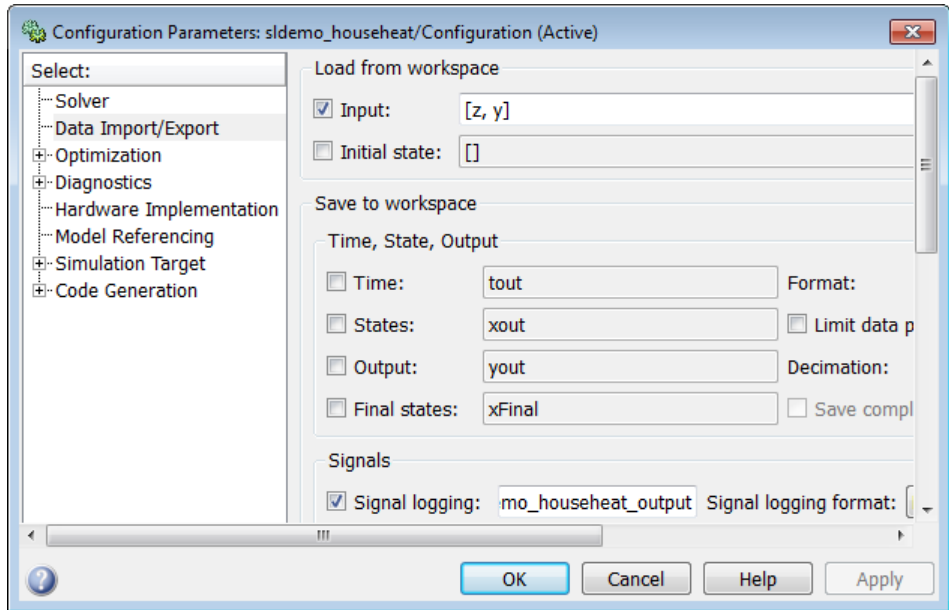 Configuration Parameters: sldemo_househeat/Configuration (Active)
Select:
Solver
Data Import/Export
Optimization
Diagnostics
Hardware Implementation
Model Referencing
Simulation Target
Code Generation
Load from workspace
Input: [z, y]
Initial state: []
Save to workspace
Time, State, Output
Time: tout Format:
States: xout Limit data p
Output: yout Decimation:
Final states: xFinal Save compl
Signals
Signal logging: mo_househeat_output Signal logging format:
OK Cancel Help Apply